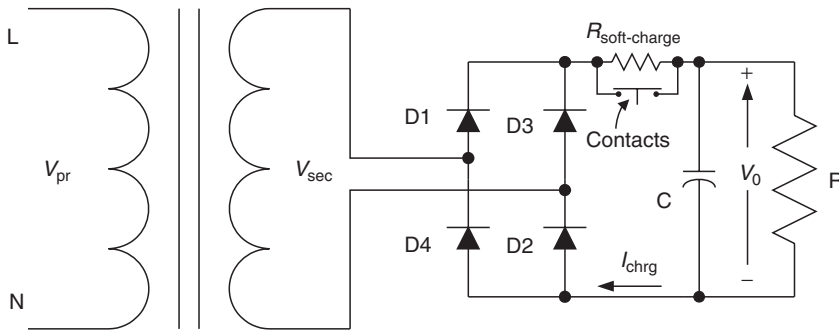 L
R_soft-charge
+
D1
D3
Contacts
V_pr
V_sec
V_0
R
C
D4
D2
I_chrg
−
N